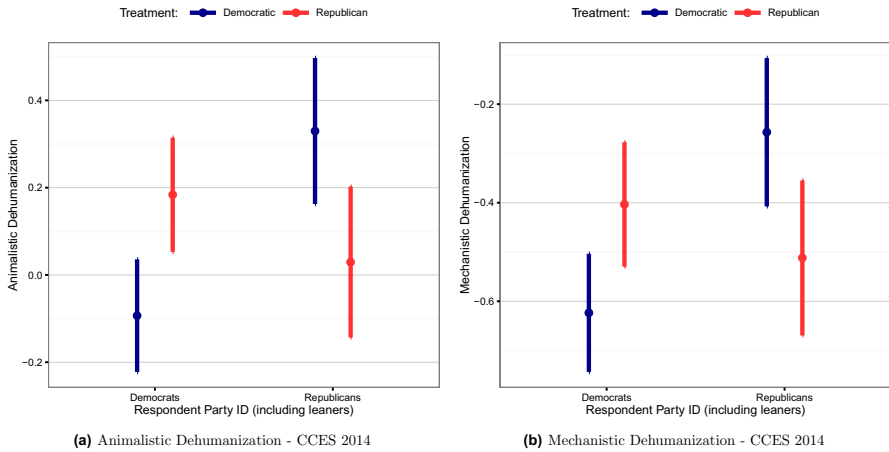 Treatment: Democratic Republican
Animalistic Dehumanization
0.4
0.2
0.0
−0.2
Democrats Republicans
Respondent Party ID (including leaners)
(a) Animalistic Dehumanization - CCES 2014
Treatment: Democratic Republican
Mechanistic Dehumanization
−0.2
−0.4
−0.6
Democrats Republicans
Respondent Party ID (including leaners)
(b) Mechanistic Dehumanization - CCES 2014